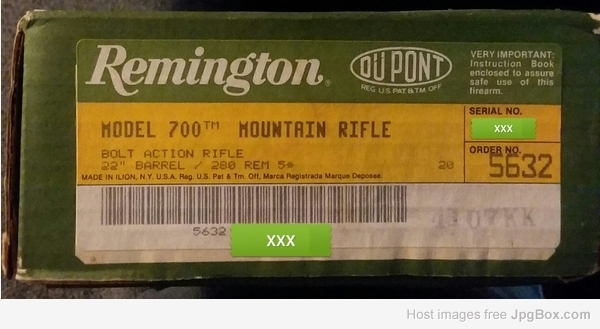 Remington®
DU PONT
REG. U.S. PAT & TM. OFF.
VERY IMPORTANT:
Instruction Book
enclosed to assure
safe use of this
firearm.
SERIAL NO.
XXX
MODEL 700™ MOUNTAIN RIFLE
BOLT ACTION RIFLE
22" BARREL / 280 REM 5* 20
ORDER NO.
5632
MADE IN ILION, N.Y. U.S.A. Reg. U.S. Pat & Tm. Off., Marca Registrada Marque Deposee.
5632
XXX
Host images free JpgBox.com